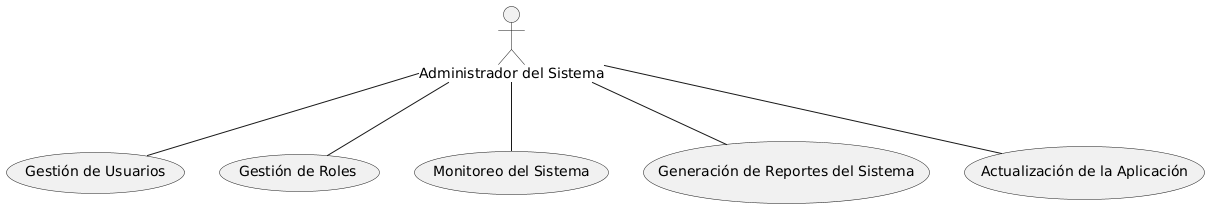 Administrador del Sistema
Gestión de Usuarios
Gestión de Roles
Monitoreo del Sistema
Generación de Reportes del Sistema
Actualización de la Aplicación